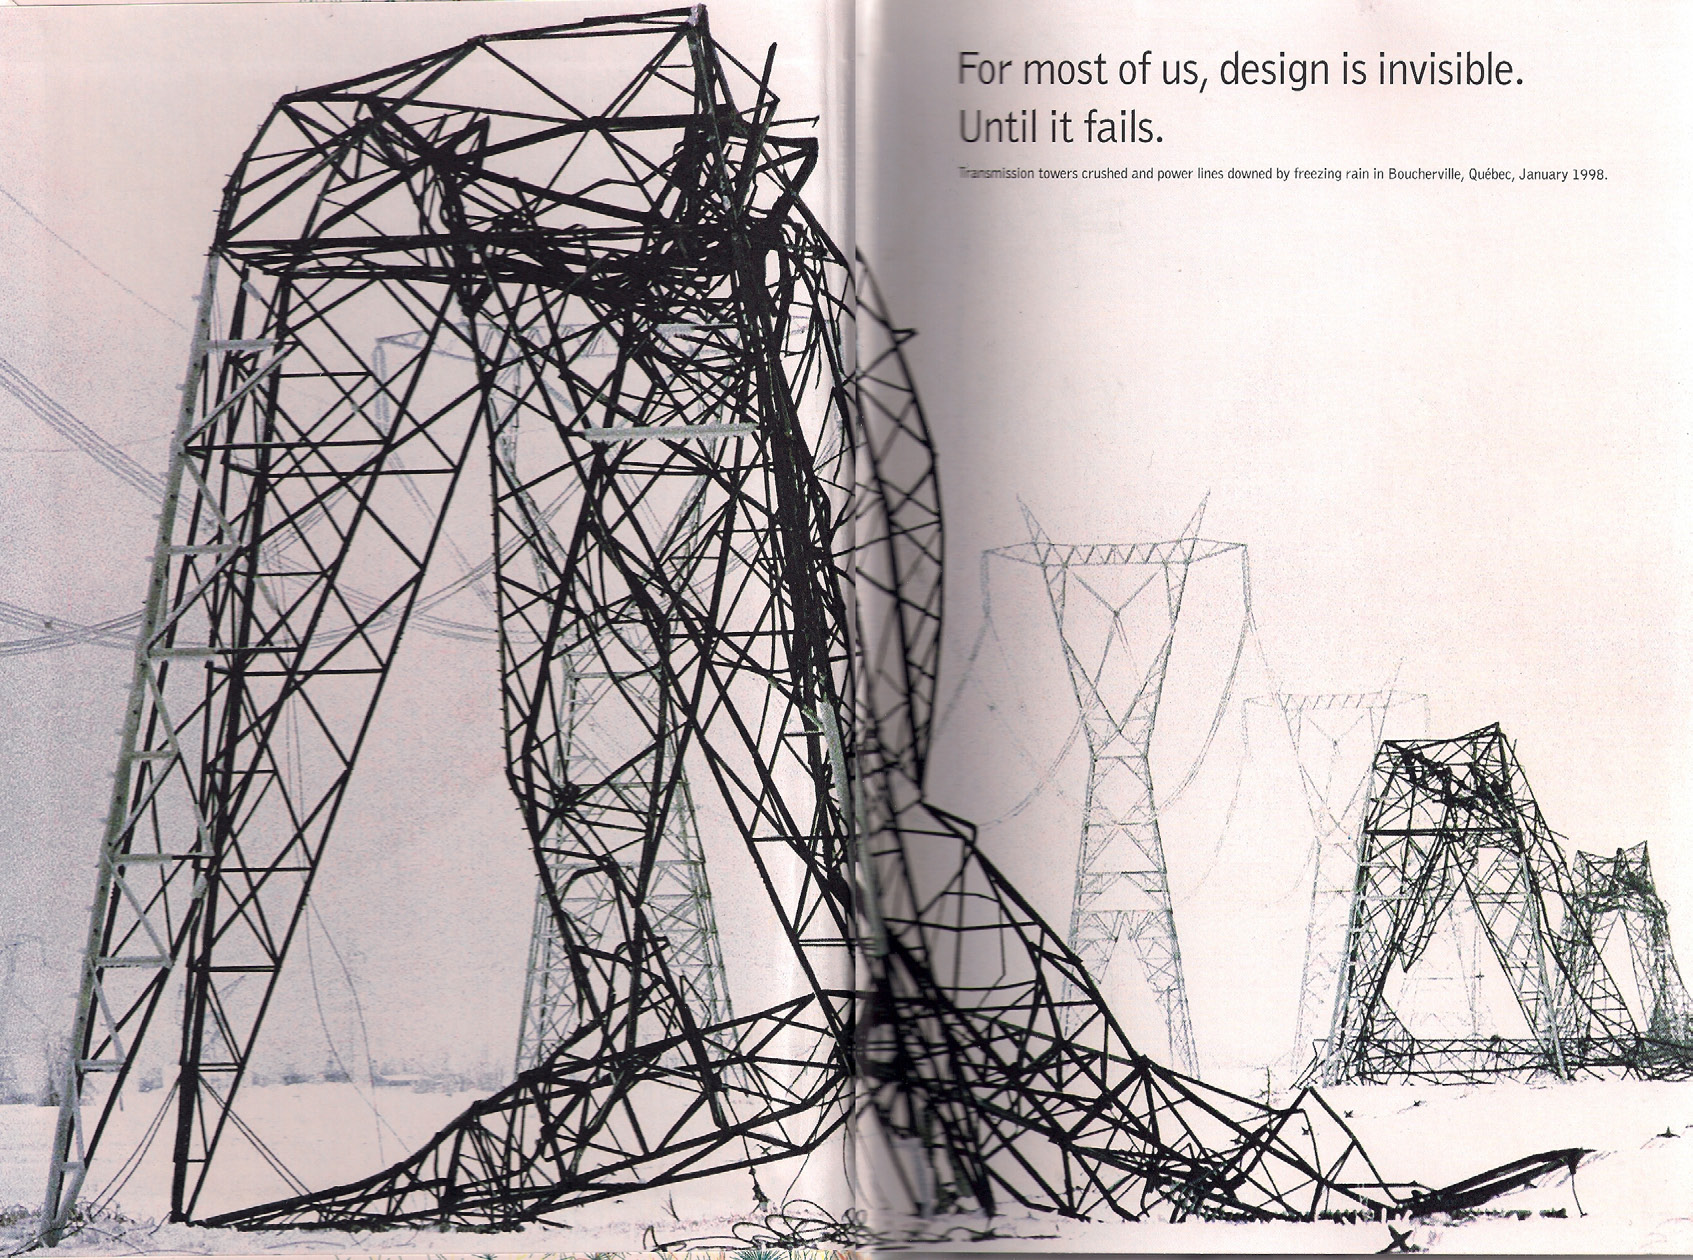 For most of us, design is invisible.
Until it fails.
Transmission towers crushed and power lines downed by freezing rain in Boucherville, Québec, January 1998.